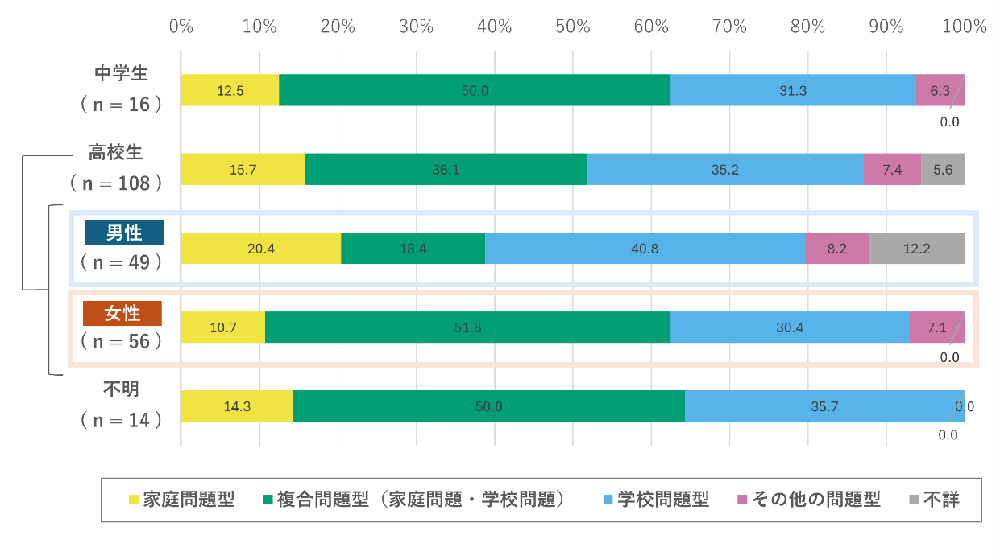 0% 10% 20% 30% 40% 50% 60% 70% 80% 90% 100%
中学生
（n = 16）
12.5 50.0 31.3 6.3
0.0
高校生
（n = 108）
15.7 36.1 35.2 7.4 5.6
男性
（n = 49）
20.4 18.4 40.8 8.2 12.2
女性
（n = 56）
10.7 51.8 30.4 7.1
0.0
不明
（n = 14）
14.3 50.0 35.7 0.0
0.0
家庭問題型 複合問題型（家庭問題・学校問題） 学校問題型 その他の問題型 不詳